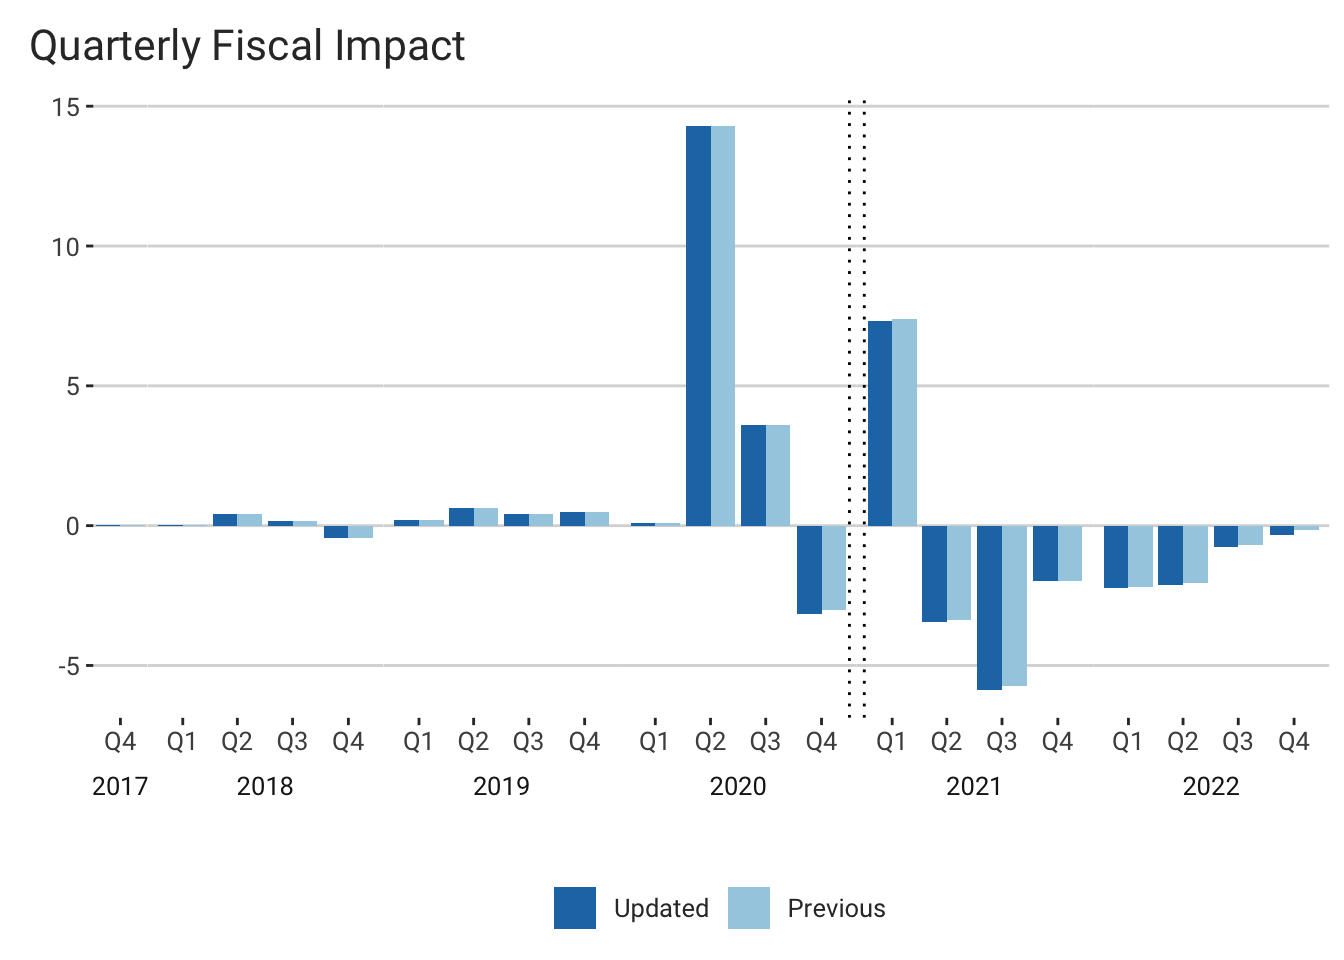 Quarterly Fiscal Impact
15
10
5
0
-5
Q4 Q1 Q2 Q3 Q4 Q1 Q2 Q3 Q4 Q1 Q2 Q3 Q4 Q1 Q2 Q3 Q4 Q1 Q2 Q3 Q4
2017 2018 2019 2020 2021 2022
Updated Previous